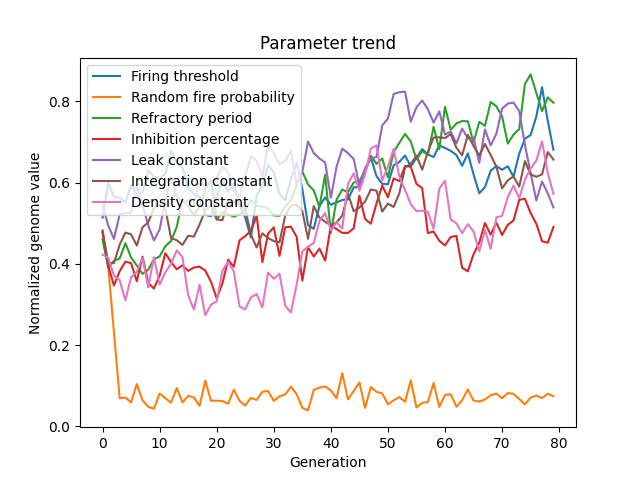 Parameter trend
Firing threshold
Random fire probability
Refractory period
Inhibition percentage
Leak constant
Integration constant
Density constant
Normalized genome value
0.8
0.6
0.4
0.2
0.0
0 10 20 30 40 50 60 70 80
Generation